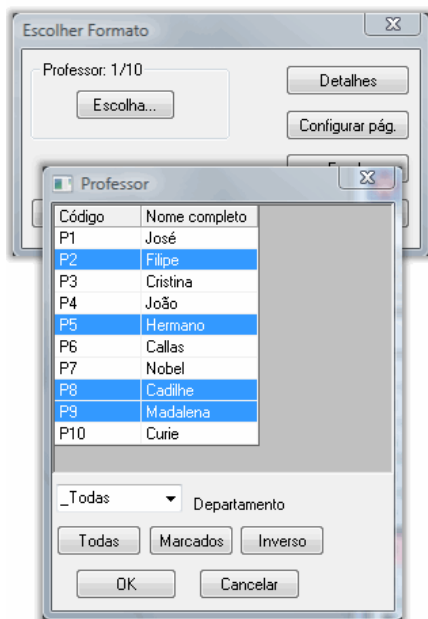 Escolher Formato
Professor: 1/10
Detalhes
Escolha...
Configurar pág.
Professor
Código Nome completo
P1 José
P2 Filipe
P3 Cristina
P4 João
P5 Hermano
P6 Callas
P7 Nobel
P8 Cadilhe
P9 Madalena
P10 Curie
_Todas Departamento
Todas Marcados Inverso
OK Cancelar